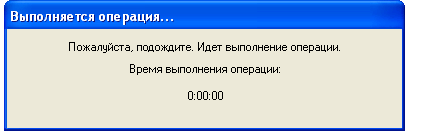 Выполняется операция...
Пожалуйста, подождите. Идет выполнение операции.
Время выполнения операции:
0:00:00